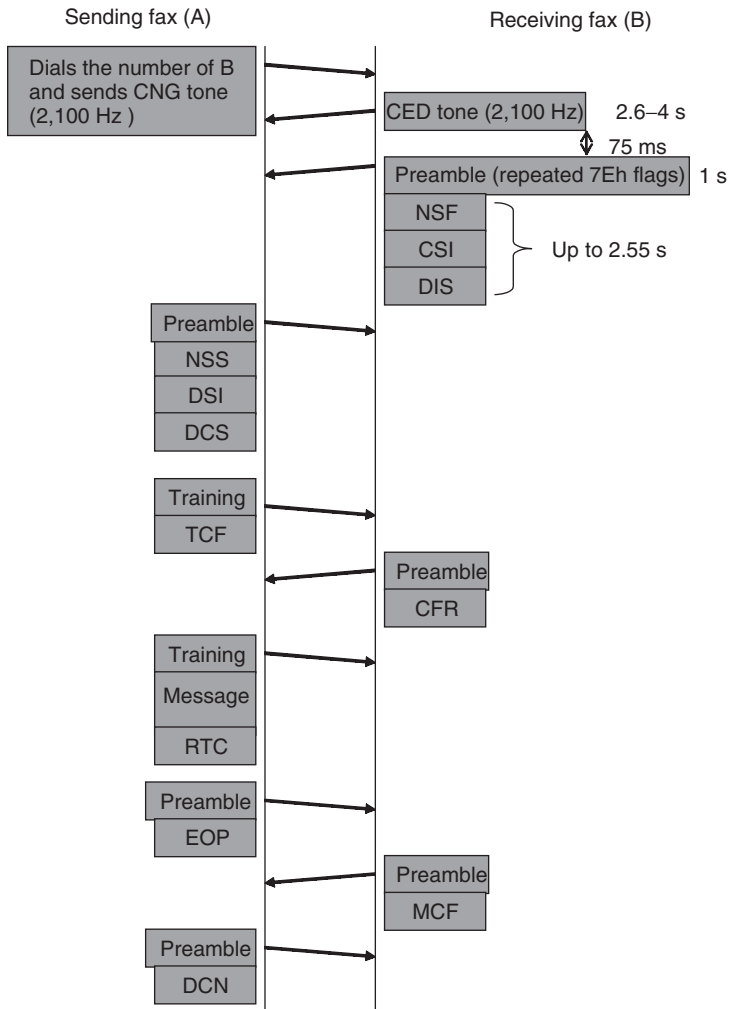 Sending fax (A)
Receiving fax (B)
Dials the number of B
and sends CNG tone
(2,100 Hz )
CED tone (2,100 Hz)
2.6–4 s
75 ms
Preamble (repeated 7Eh flags)
1 s
NSF
CSI
DIS
Up to 2.55 s
Preamble
NSS
DSI
DCS
Training
TCF
Preamble
CFR
Training
Message
RTC
Preamble
EOP
Preamble
MCF
Preamble
DCN